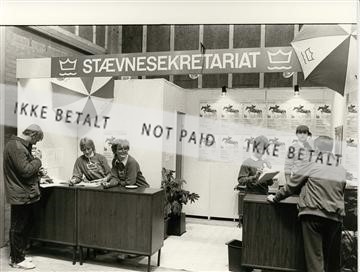 STÆVNESEKRETARIAT
IKKE BETALT NOT PAID IKKE BETALT